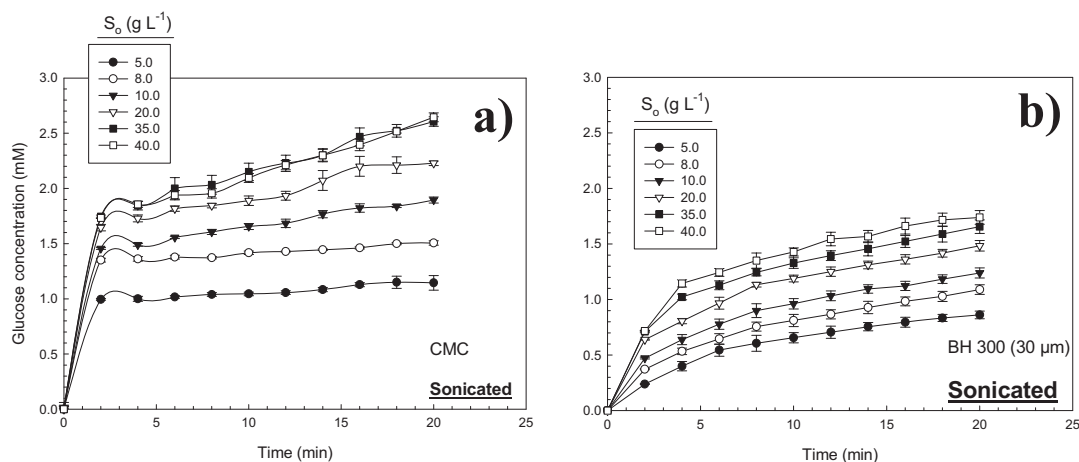 S₀ (g L⁻¹)
5.0
8.0
10.0
20.0
35.0
40.0
a)
3.0
2.5
2.0
1.5
1.0
0.5
0.0
Glucose concentration (mM)
CMC
Sonicated
0 5 10 15 20 25
Time (min)
b)
S₀ (g L⁻¹)
5.0
8.0
10.0
20.0
35.0
40.0
3.0
2.5
2.0
1.5
1.0
0.5
0.0
BH 300 (30 µm)
Sonicated
0 5 10 15 20 25
Time (min)